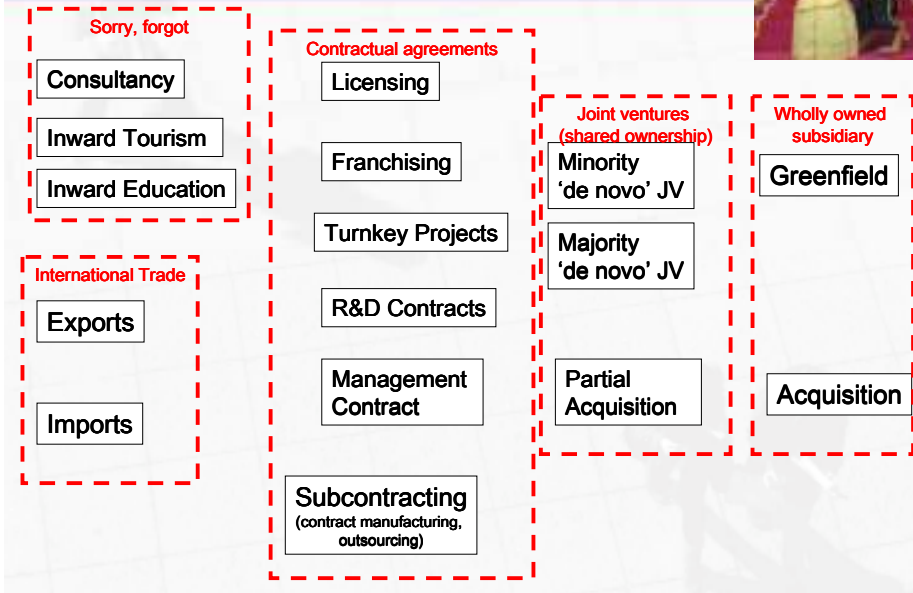 Sorry, forgot
Consultancy
Inward Tourism
Inward Education
International Trade
Exports
Imports
Contractual agreements
Licensing
Franchising
Turnkey Projects
R&D Contracts
Management
Contract
Subcontracting
(contract manufacturing,
outsourcing)
Joint ventures
(shared ownership)
Minority
‘de novo’ JV
Majority
‘de novo’ JV
Partial
Acquisition
Wholly owned
subsidiary
Greenfield
Acquisition